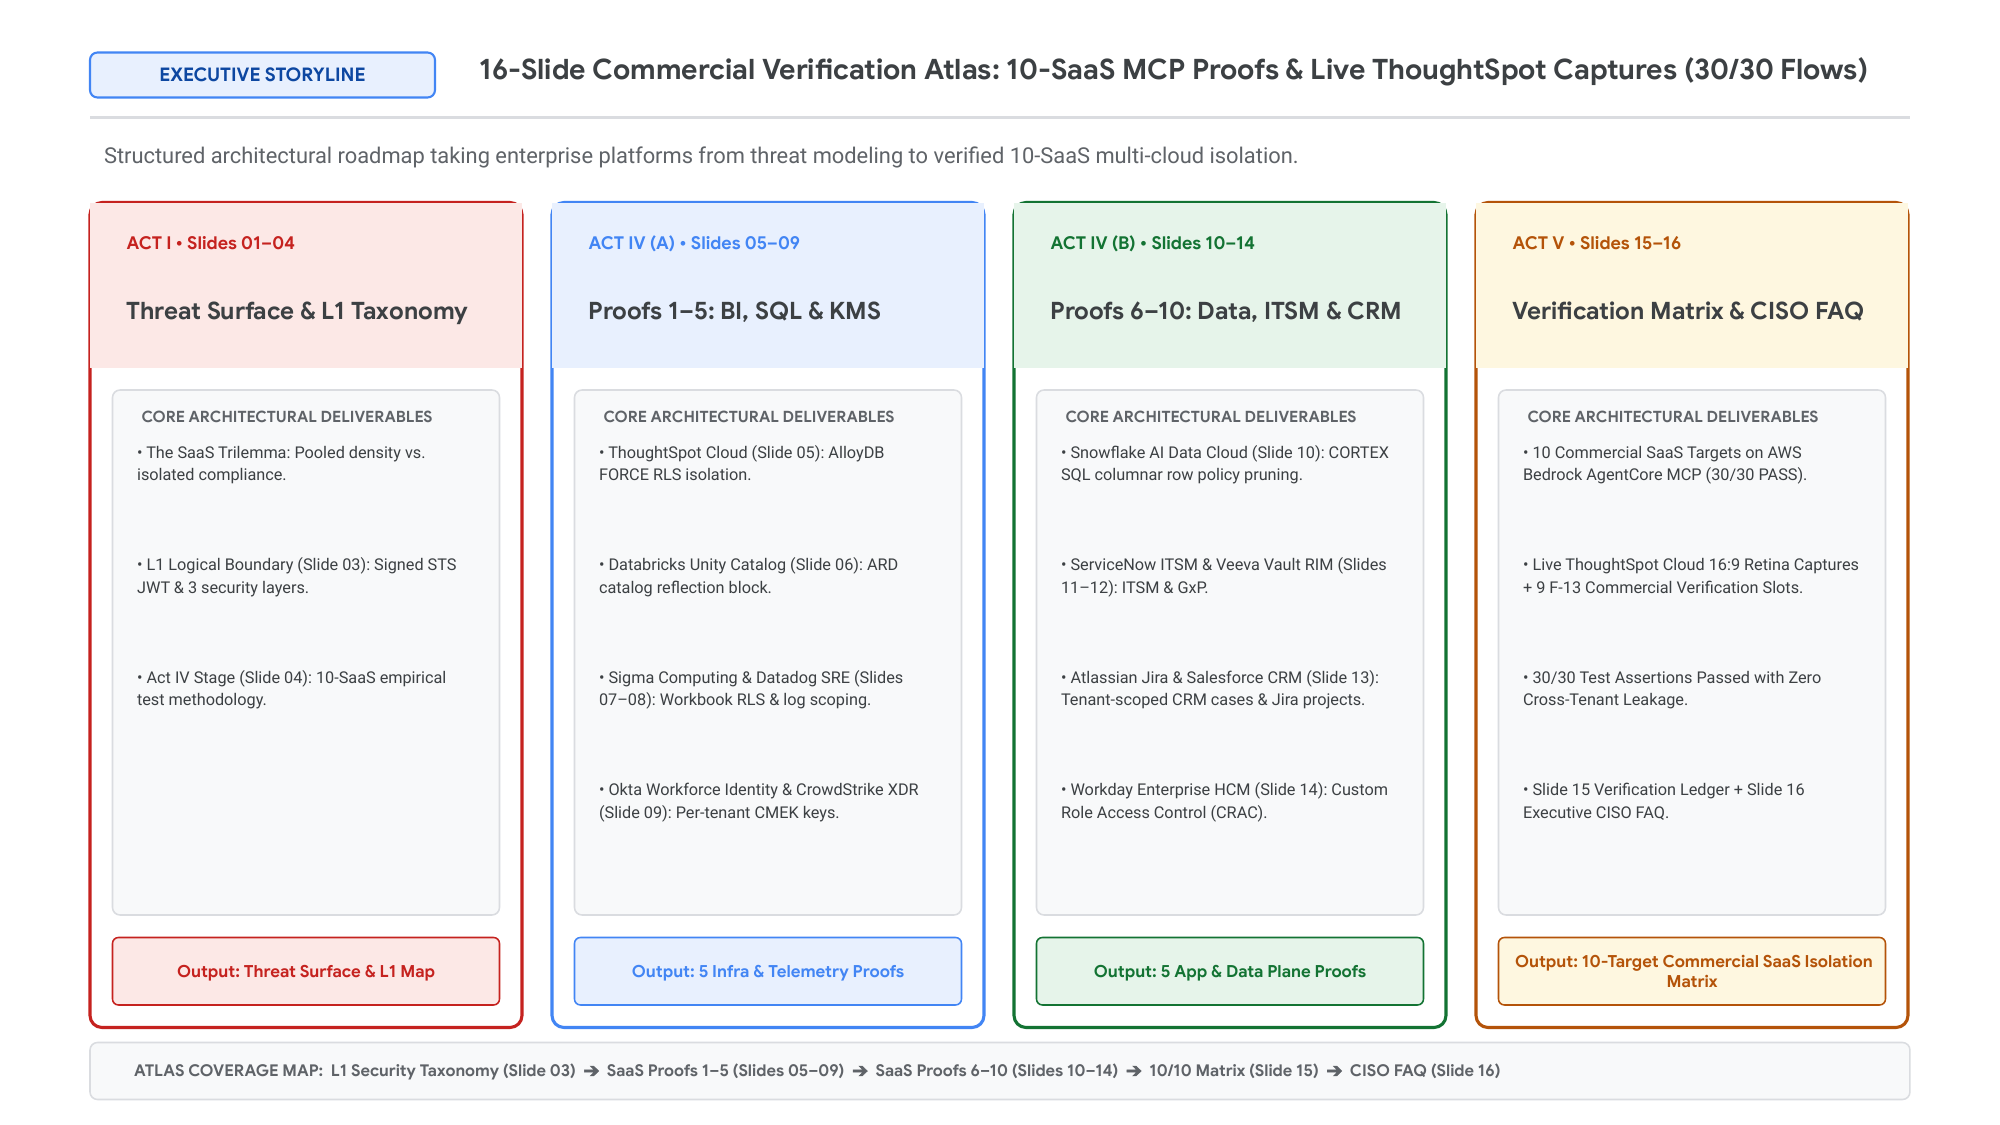 EXECUTIVE STORYLINE
16-Slide Commercial Verification Atlas: 10-SaaS MCP Proofs & Live ThoughtSpot Captures (30/30 Flows)
Structured architectural roadmap taking enterprise platforms from threat modeling to verified 10-SaaS multi-cloud isolation.
ACT I • Slides 01–04
Threat Surface & L1 Taxonomy
CORE ARCHITECTURAL DELIVERABLES
• The SaaS Trilemma: Pooled density vs.
isolated compliance.
• L1 Logical Boundary (Slide 03): Signed STS
JWT & 3 security layers.
• Act IV Stage (Slide 04): 10-SaaS empirical
test methodology.
Output: Threat Surface & L1 Map
ACT IV (A) • Slides 05–09
Proofs 1–5: BI, SQL & KMS
CORE ARCHITECTURAL DELIVERABLES
• ThoughtSpot Cloud (Slide 05): AlloyDB
FORCE RLS isolation.
• Databricks Unity Catalog (Slide 06): ARD
catalog reflection block.
• Sigma Computing & Datadog SRE (Slides
07–08): Workbook RLS & log scoping.
• Okta Workforce Identity & CrowdStrike XDR
(Slide 09): Per-tenant CMEK keys.
Output: 5 Infra & Telemetry Proofs
ACT IV (B) • Slides 10–14
Proofs 6–10: Data, ITSM & CRM
CORE ARCHITECTURAL DELIVERABLES
• Snowflake AI Data Cloud (Slide 10): CORTEX
SQL columnar row policy pruning.
• ServiceNow ITSM & Veeva Vault RIM (Slides
11–12): ITSM & GxP.
• Atlassian Jira & Salesforce CRM (Slide 13):
Tenant-scoped CRM cases & Jira projects.
• Workday Enterprise HCM (Slide 14): Custom
Role Access Control (CRAC).
Output: 5 App & Data Plane Proofs
ACT V • Slides 15–16
Verification Matrix & CISO FAQ
CORE ARCHITECTURAL DELIVERABLES
• 10 Commercial SaaS Targets on AWS
Bedrock AgentCore MCP (30/30 PASS).
• Live ThoughtSpot Cloud 16:9 Retina Captures
+ 9 F-13 Commercial Verification Slots.
• 30/30 Test Assertions Passed with Zero
Cross-Tenant Leakage.
• Slide 15 Verification Ledger + Slide 16
Executive CISO FAQ.
Output: 10-Target Commercial SaaS Isolation
Matrix
ATLAS COVERAGE MAP: L1 Security Taxonomy (Slide 03) ➔ SaaS Proofs 1–5 (Slides 05–09) ➔ SaaS Proofs 6–10 (Slides 10–14) ➔ 10/10 Matrix (Slide 15) ➔ CISO FAQ (Slide 16)